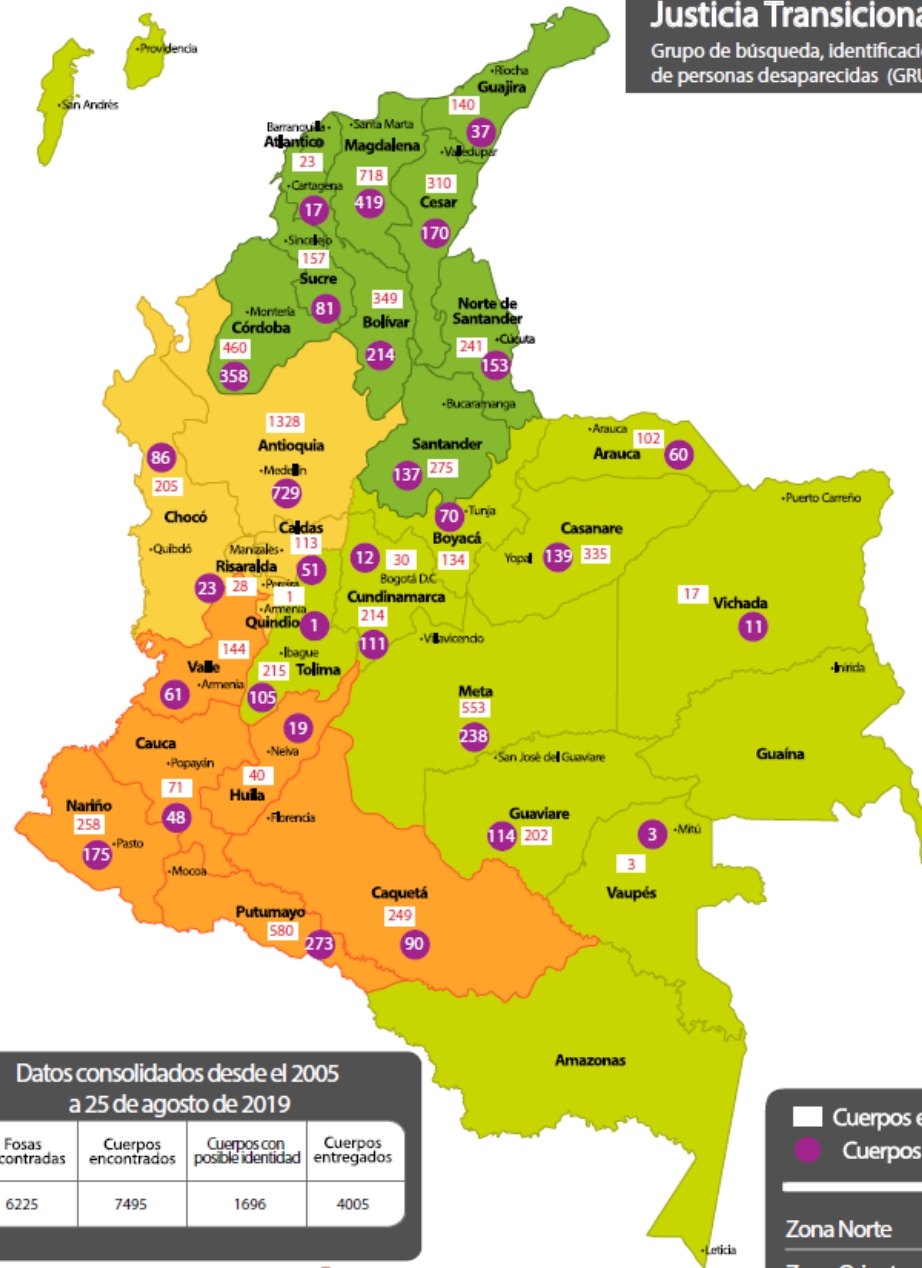 Justicia Transiciona
Grupo de búsqueda, identificació
de personas desaparecidas (GRU
•Providencia
•San Andrés
•Riocha
Guajira
140
37
Barranquilla•
Atlantico
23
•Santa Marta
Magdalena
718
419
•Valledupar
310
Cesar
170
•Cartagena
17
•Sincelejo
157
Sucre
81
349
Bolívar
214
Norte de
Santander
•Cúcuta
241
153
•Montería
Córdoba
460
358
•Bucaramanga
1328
Antioquia
•Medellín
729
Santander
137
275
•Arauca
102
Arauca
60
86
205
Chocó
•Quibdó
70
•Tunja
Boyacá
134
Casanare
Yopal
139
335
•Puerto Carreño
Caldas
Manizales•
113
51
Risaralda
•Pereira
23
28
12
30
Bogotá D.C
Cundinamarca
214
111
17
Vichada
11
1
•Armenia
Quindio
1
•Villavicencio
144
Valle
•Armenia
61
•Ibague
215
Tolima
105
•Inirida
Meta
553
238
Guaína
19
•Neiva
40
Huila
Cauca
•Popayán
71
48
•San José del Guaviare
Guaviare
114
202
Nariño
258
175
•Pasto
•Florencia
3
•Mitú
3
Vaupés
•Mocoa
Caquetá
249
90
Putumayo
580
273
Amazonas
•Leticia
Datos consolidados desde el 2005
a 25 de agosto de 2019
Fosas
contradas
Cuerpos
encontrados
Cuerpos con
posible identidad
Cuerpos
entregados
6225
7495
1696
4005
Cuerpos e
Cuerpos
Zona Norte